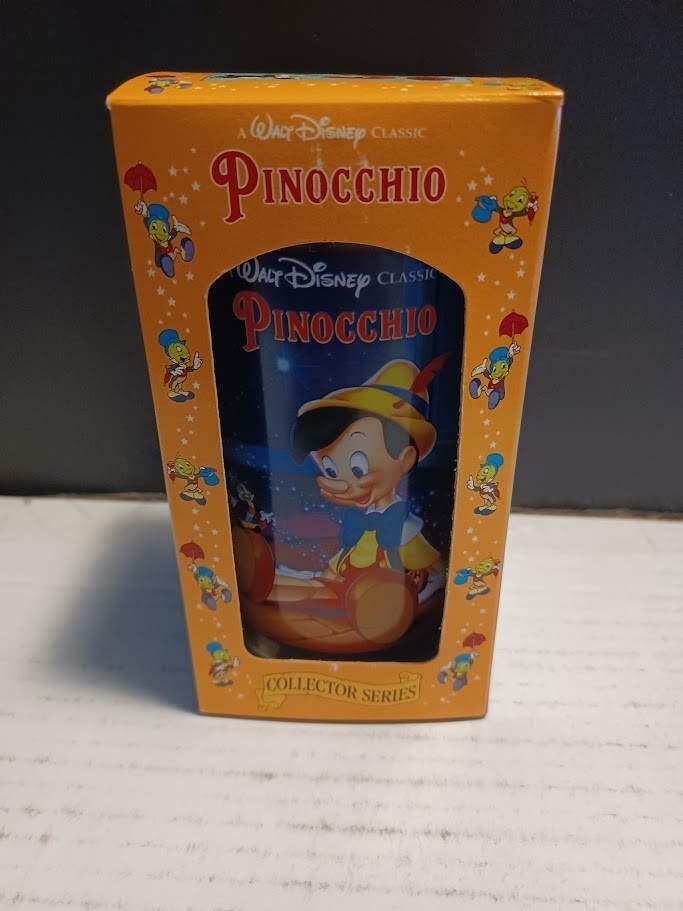 A WALT DISNEY CLASSIC
PINOCCHIO
WALT DISNEY CLASSIC
PINOCCHIO
COLLECTOR SERIES